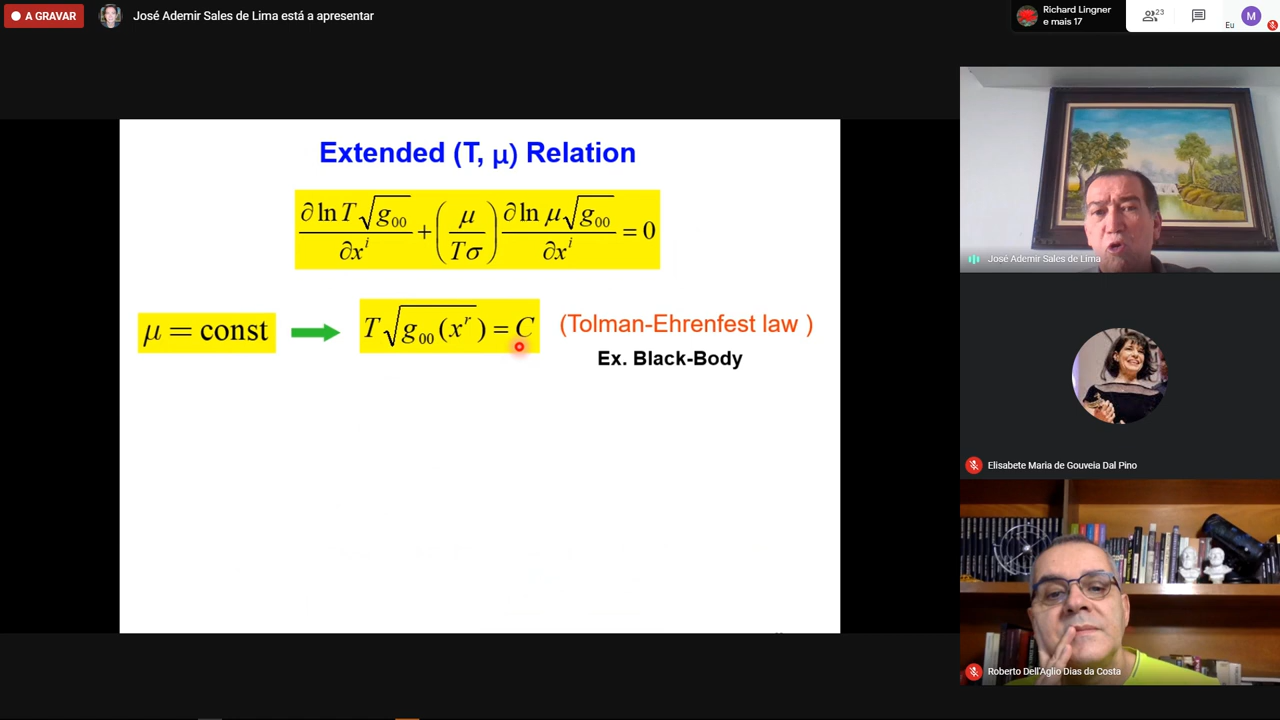 A GRAVAR
José Ademir Sales de Lima está a apresentar
Richard Lingner
e mais 17
23
Eu
M
Extended (T, μ) Relation
∂ ln T√g₀₀ / ∂xⁱ + (μ / Tσ) ∂ ln μ√g₀₀ / ∂xⁱ = 0
μ = const
T√g₀₀(xʳ) = C
(Tolman-Ehrenfest law )
Ex. Black-Body
José Ademir Sales de Lima
Elisabete Maria de Gouveia Dal Pino
Roberto Dell'Aglio Dias da Costa